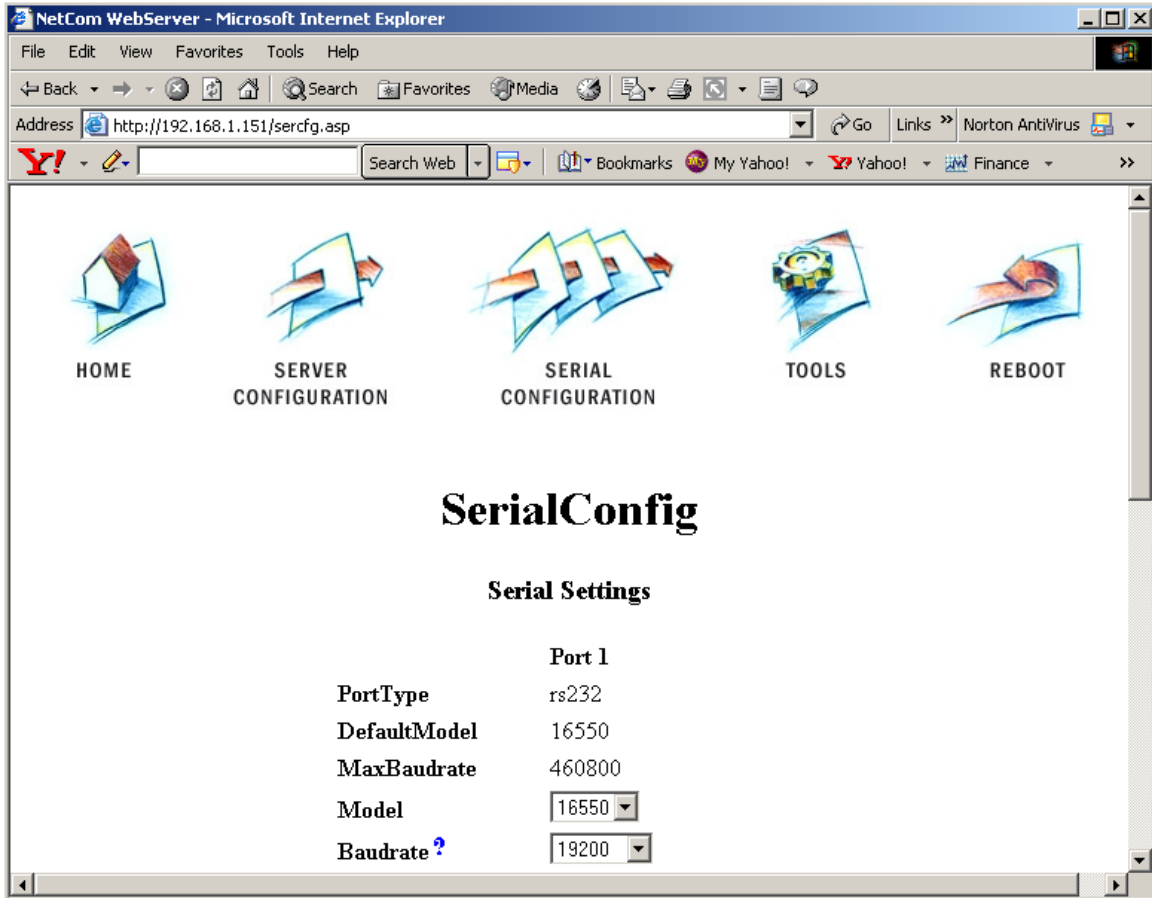 NetCom WebServer - Microsoft Internet Explorer
File Edit View Favorites Tools Help
Back Search Favorites Media
Address http://192.168.1.151/sercfg.asp Go Links » Norton AntiVirus
Y! Search Web Bookmarks My Yahoo! Y? Yahoo! Finance »
HOME
SERVER
CONFIGURATION
SERIAL
CONFIGURATION
TOOLS
REBOOT
SerialConfig
Serial Settings
Port 1
PortType rs232
DefaultModel 16550
MaxBaudrate 460800
Model 16550
Baudrate ? 19200